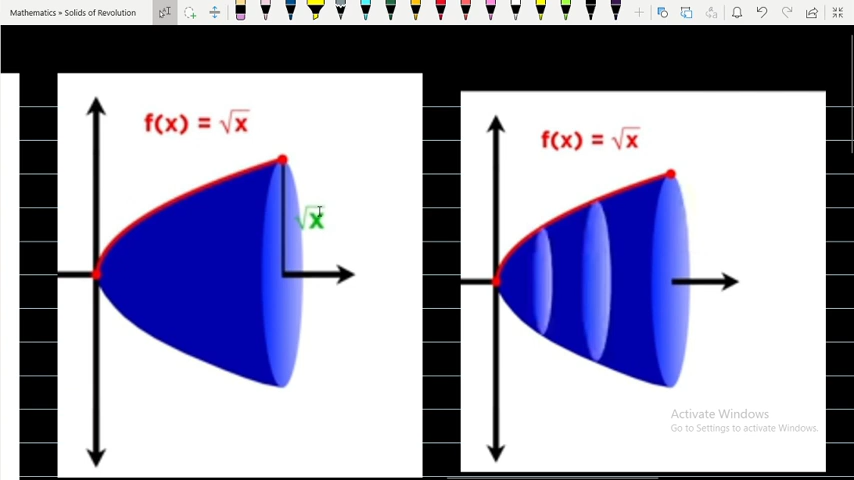 Mathematics » Solids of Revolution
f(x) = √x
√x
f(x) = √x
Activate Windows
Go to Settings to activate Windows.